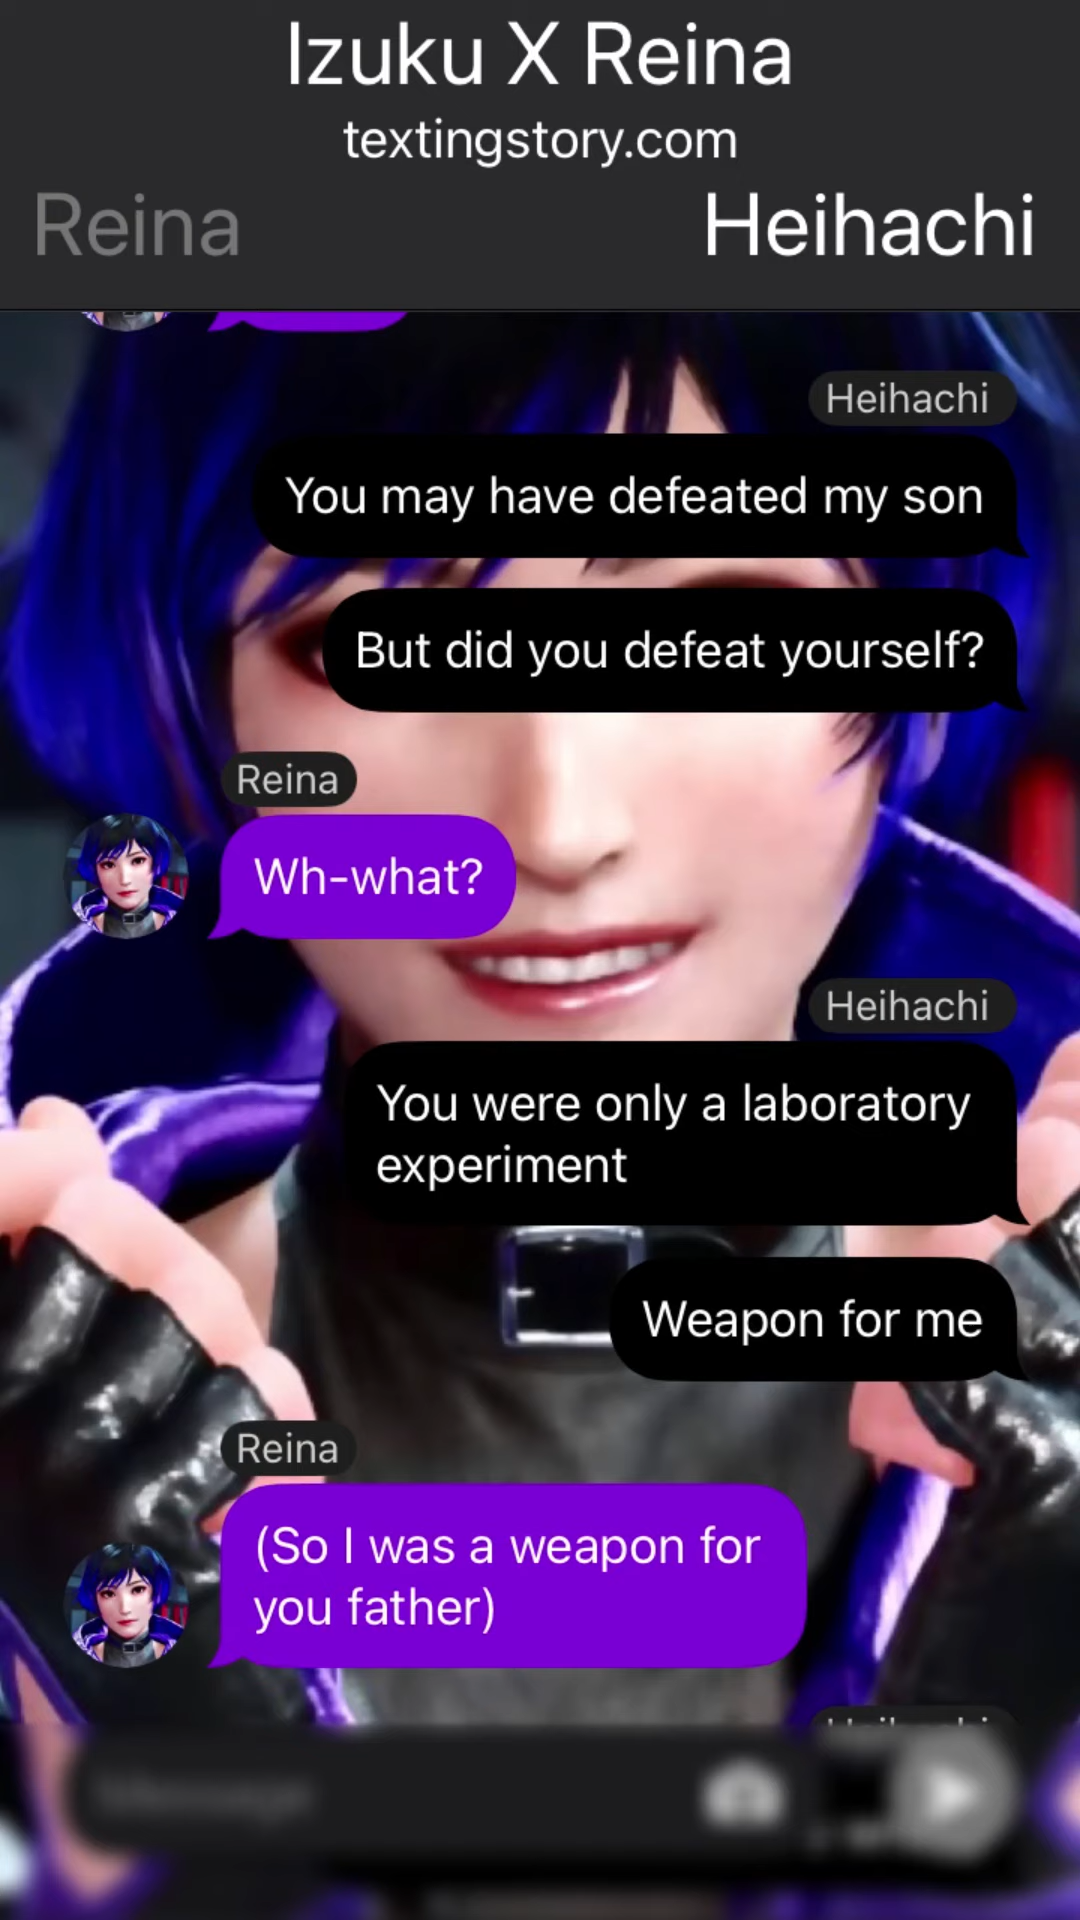 Izuku X Reina
textingstory.com
Reina
Heihachi
Heihachi
You may have defeated my son
But did you defeat yourself?
Reina
Wh-what?
Heihachi
You were only a laboratory
experiment
Weapon for me
Reina
(So I was a weapon for
you father)